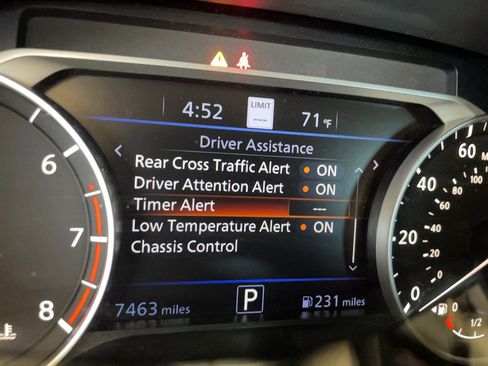 4:52
LIMIT
----
71°F
Driver Assistance
Rear Cross Traffic Alert ON
Driver Attention Alert ON
Timer Alert ---
Low Temperature Alert ON
Chassis Control
7463 miles
P
231 miles
6
7
8
60
M
100
40
80
60
20
40
20
0
0
0
1/2